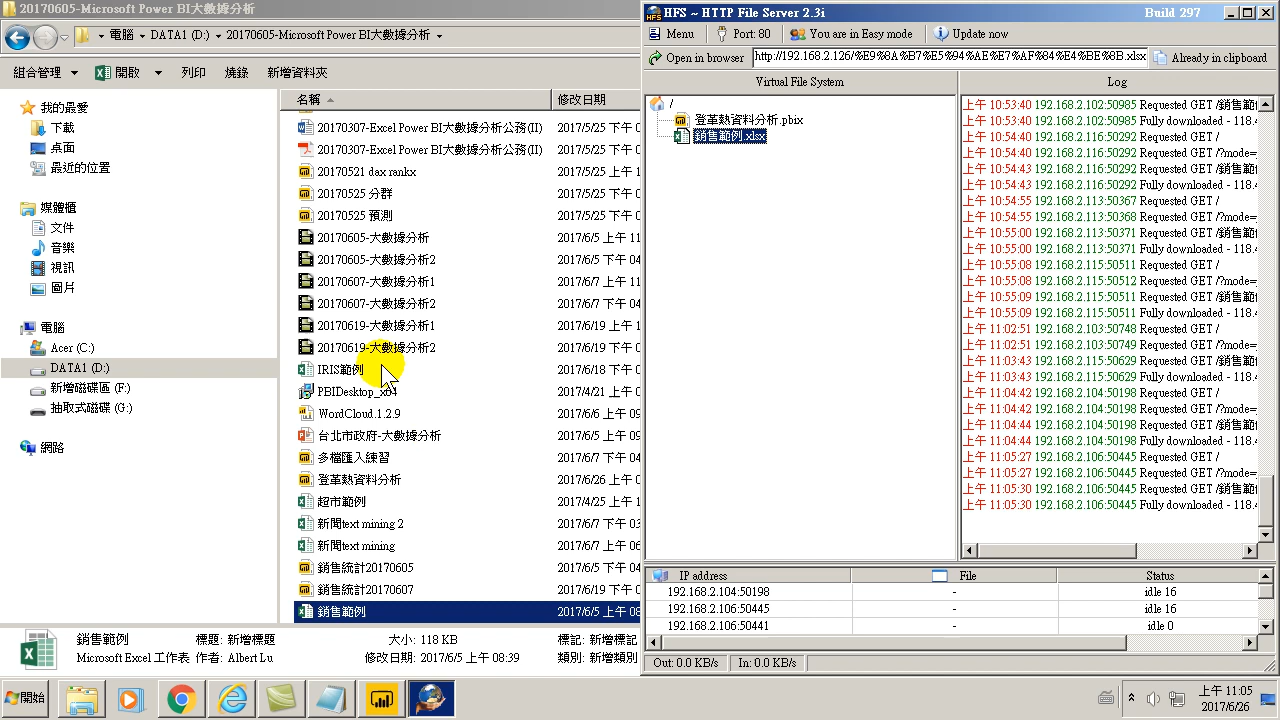 20170605-Microsoft Power BI大數據分析
電腦 ▸ DATA1 (D:) ▸ 20170605-Microsoft Power BI大數據分析
組合管理 開啟 列印 燒錄 新增資料夾
我的最愛
下載
桌面
最近的位置
媒體櫃
文件
音樂
視訊
圖片
電腦
Acer (C:)
DATA1 (D:)
新增磁碟區 (F:)
抽取式磁碟 (G:)
網路
名稱 修改日期
20170307-Excel Power BI大數據分析公務(II) 2017/5/25 下午
20170307-Excel Power BI大數據分析公務(II) 2017/5/25 下午
20170521 dax rankx 2017/5/25 上午
20170525 分群 2017/5/25 下午
20170525 預測 2017/5/25 下午
20170605-大數據分析 2017/6/5 上午 11
20170605-大數據分析2 2017/6/5 下午 04
20170607-大數據分析1 2017/6/7 上午 11
20170607-大數據分析2 2017/6/7 下午 04
20170619-大數據分析1 2017/6/19 上午
20170619-大數據分析2 2017/6/19 下午
IRIS範例 2017/6/18 下午
PBIDesktop_x64 2017/4/21 上午
WordCloud.1.2.9 2017/6/6 上午 09
台北市政府-大數據分析 2017/6/5 上午 09
多檔匯入練習 2017/6/7 下午 04
登革熱資料分析 2017/6/26 上午
超市範例 2017/4/25 上午
新聞text mining 2 2017/6/7 下午 03
新聞text mining 2017/6/7 下午 06
銷售統計20170605 2017/6/5 下午 04
銷售統計20170607 2017/6/19 下午
銷售範例 2017/6/5 上午 08
銷售範例 標題: 新增標題 大小: 118 KB 標記: 新增標記
Microsoft Excel 工作表 作者: Albert Lu 修改日期: 2017/6/5 上午 08:39 類別: 新增類別
HFS ~ HTTP File Server 2.3i Build 297
Menu Port: 80 You are in Easy mode Update now
Open in browser http://192.168.2.126/%E9%8A%B7%E5%94%AE%E7%AF%84%E4%BE%8B.xlsx Already in clipboard
Virtual File System Log
/
登革熱資料分析.pbix
銷售範例.xlsx
上午 10:53:40 192.168.2.102:50985 Requested GET /銷售範
上午 10:53:40 192.168.2.102:50985 Fully downloaded - 118.4
上午 10:54:40 192.168.2.116:50291 Requested GET /
上午 10:54:40 192.168.2.116:50292 Requested GET /?mode=
上午 10:54:43 192.168.2.116:50292 Requested GET /銷售範
上午 10:54:43 192.168.2.116:50292 Fully downloaded - 118.4
上午 10:54:55 192.168.2.113:50367 Requested GET /
上午 10:54:55 192.168.2.113:50368 Requested GET /?mode=
上午 10:55:00 192.168.2.113:50371 Requested GET /銷售範
上午 10:55:00 192.168.2.113:50371 Fully downloaded - 118.4
上午 10:55:08 192.168.2.115:50511 Requested GET /
上午 10:55:08 192.168.2.115:50512 Requested GET /?mode=
上午 10:55:09 192.168.2.115:50511 Requested GET /銷售範
上午 10:55:09 192.168.2.115:50511 Fully downloaded - 118.4
上午 11:02:51 192.168.2.103:50748 Requested GET /
上午 11:02:51 192.168.2.103:50749 Requested GET /?mode=
上午 11:03:43 192.168.2.115:50629 Requested GET /銷售範
上午 11:03:43 192.168.2.115:50629 Fully downloaded - 118.4
上午 11:04:42 192.168.2.104:50198 Requested GET /
上午 11:04:42 192.168.2.104:50198 Requested GET /?mode=
上午 11:04:44 192.168.2.104:50198 Requested GET /銷售範
上午 11:04:44 192.168.2.104:50198 Fully downloaded - 118.4
上午 11:05:27 192.168.2.106:50445 Requested GET /
上午 11:05:27 192.168.2.106:50445 Requested GET /?mode=
上午 11:05:30 192.168.2.106:50445 Requested GET /銷售範
上午 11:05:30 192.168.2.106:50445 Fully downloaded - 118.4
IP address File Status
192.168.2.104:50198 - idle 16
192.168.2.106:50445 - idle 16
192.168.2.106:50441 - idle 0
Out: 0.0 KB/s In: 0.0 KB/s
開始
上午 11:05
2017/6/26